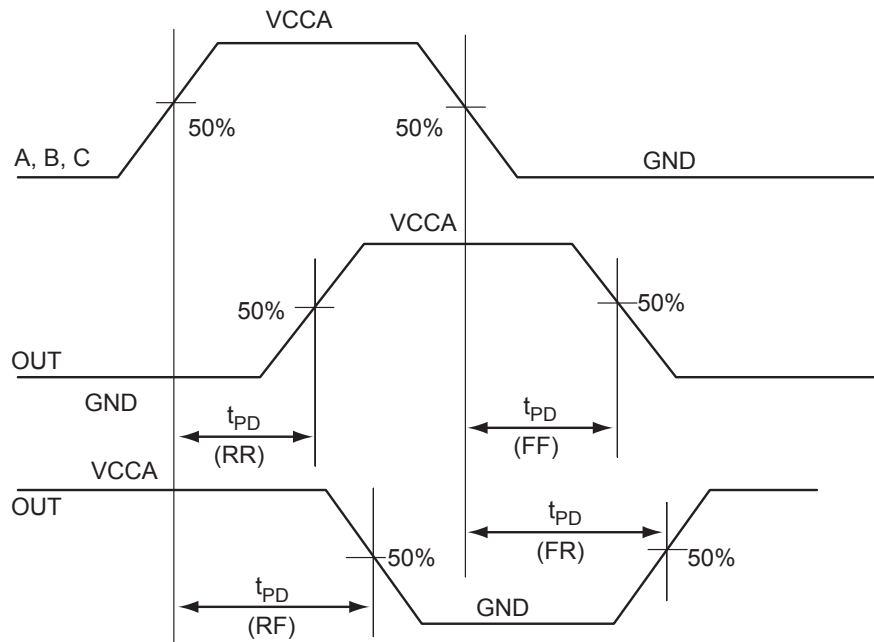 VCCA
50%
50%
A, B, C
GND
VCCA
50%
50%
OUT
GND
tPD
(RR)
tPD
(FF)
VCCA
OUT
tPD
(FR)
50%
50%
tPD
(RF)
GND